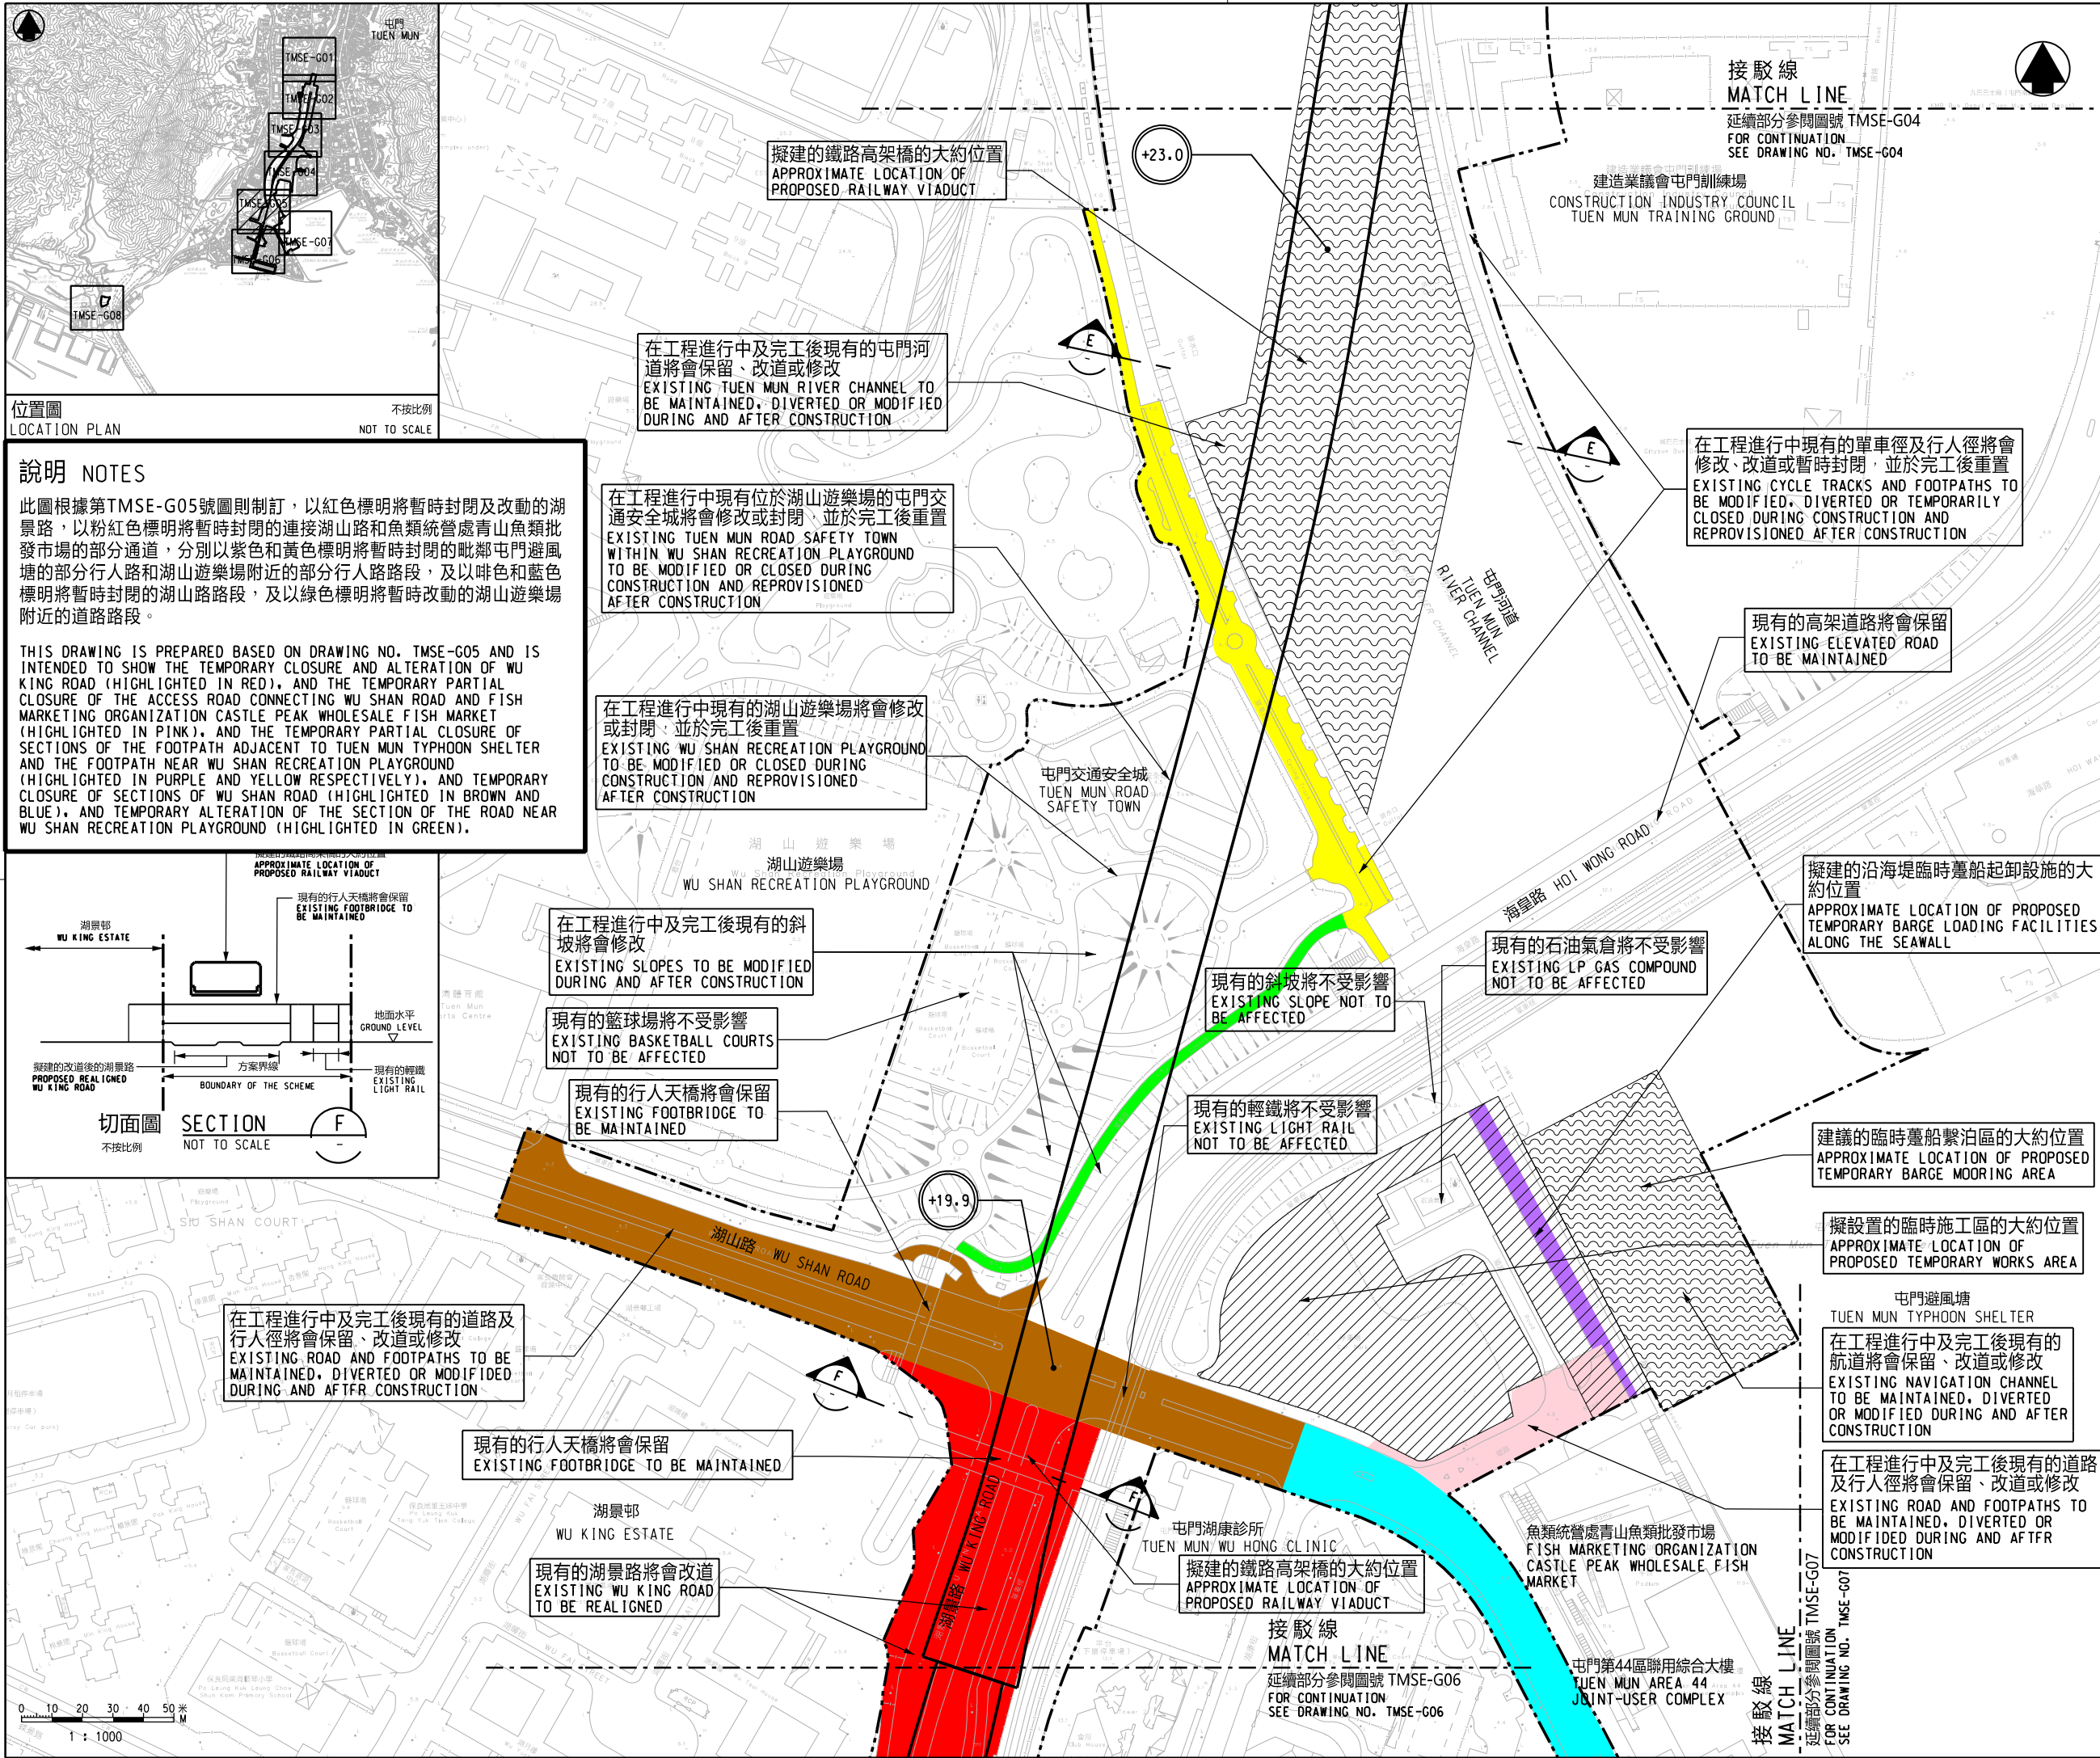 屯門
TUEN MUN
TMSE-G01
TMSE-G02
TMSE-G03
TMSE-G04
TMSE-G05
TMSE-G07
TMSE-G06
TMSE-G08
位置圖
LOCATION PLAN
不按比例
NOT TO SCALE
說明 NOTES
此圖根據第TMSE-G05號圖則制訂，以紅色標明將暫時封閉及改動的湖
景路，以粉紅色標明將暫時封閉的連接湖山路和魚類統營處青山魚類批
發市場的部分通道，分別以紫色和黃色標明將暫時封閉的毗鄰屯門避風
塘的部分行人路和湖山遊樂場附近的部分行人路路段，及以啡色和藍色
標明將暫時封閉的湖山路路段，及以綠色標明將暫時改動的湖山遊樂場
附近的道路路段。
THIS DRAWING IS PREPARED BASED ON DRAWING NO. TMSE-G05 AND IS
INTENDED TO SHOW THE TEMPORARY CLOSURE AND ALTERATION OF WU
KING ROAD (HIGHLIGHTED IN RED), AND THE TEMPORARY PARTIAL
CLOSURE OF THE ACCESS ROAD CONNECTING WU SHAN ROAD AND FISH
MARKETING ORGANIZATION CASTLE PEAK WHOLESALE FISH MARKET
(HIGHLIGHTED IN PINK), AND THE TEMPORARY PARTIAL CLOSURE OF
SECTIONS OF THE FOOTPATH ADJACENT TO TUEN MUN TYPHOON SHELTER
AND THE FOOTPATH NEAR WU SHAN RECREATION PLAYGROUND
(HIGHLIGHTED IN PURPLE AND YELLOW RESPECTIVELY), AND TEMPORARY
CLOSURE OF SECTIONS OF WU SHAN ROAD (HIGHLIGHTED IN BROWN AND
BLUE), AND TEMPORARY ALTERATION OF THE SECTION OF THE ROAD NEAR
WU SHAN RECREATION PLAYGROUND (HIGHLIGHTED IN GREEN).
擬建的鐵路高架橋的大約位置
APPROXIMATE LOCATION OF
PROPOSED RAILWAY VIADUCT
現有的行人天橋將會保留
EXISTING FOOTBRIDGE TO
BE MAINTAINED
湖景邨
WU KING ESTATE
地面水平
GROUND LEVEL
擬建的改道後的湖景路
PROPOSED REALIGNED
WU KING ROAD
方案界線
BOUNDARY OF THE SCHEME
現有的輕鐵
EXISTING
LIGHT RAIL
切面圖 SECTION
不按比例 NOT TO SCALE
F
-
擬建的鐵路高架橋的大約位置
APPROXIMATE LOCATION OF
PROPOSED RAILWAY VIADUCT
+23.0
接駁線
MATCH LINE
延續部分參閱圖號 TMSE-G04
FOR CONTINUATION
SEE DRAWING NO. TMSE-G04
建造業議會屯門訓練場
CONSTRUCTION INDUSTRY COUNCIL
TUEN MUN TRAINING GROUND
在工程進行中及完工後現有的屯門河
道將會保留、改道或修改
EXISTING TUEN MUN RIVER CHANNEL TO
BE MAINTAINED, DIVERTED OR MODIFIED
DURING AND AFTER CONSTRUCTION
E
-
E
-
在工程進行中現有的單車徑及行人徑將會
修改、改道或暫時封閉，並於完工後重置
EXISTING CYCLE TRACKS AND FOOTPATHS TO
BE MODIFIED, DIVERTED OR TEMPORARILY
CLOSED DURING CONSTRUCTION AND
REPROVISIONED AFTER CONSTRUCTION
在工程進行中現有位於湖山遊樂場的屯門交
通安全城將會修改或封閉，並於完工後重置
EXISTING TUEN MUN ROAD SAFETY TOWN
WITHIN WU SHAN RECREATION PLAYGROUND
TO BE MODIFIED OR CLOSED DURING
CONSTRUCTION AND REPROVISIONED
AFTER CONSTRUCTION
屯門河道
TUEN MUN
RIVER CHANNEL
現有的高架道路將會保留
EXISTING ELEVATED ROAD
TO BE MAINTAINED
在工程進行中現有的湖山遊樂場將會修改
或封閉，並於完工後重置
EXISTING WU SHAN RECREATION PLAYGROUND
TO BE MODIFIED OR CLOSED DURING
CONSTRUCTION AND REPROVISIONED
AFTER CONSTRUCTION
屯門交通安全城
TUEN MUN ROAD
SAFETY TOWN
湖山遊樂場
Wu Shan Recreation Playground
湖山遊樂場
WU SHAN RECREATION PLAYGROUND
海皇路 HOI WONG ROAD
擬建的沿海堤臨時躉船起卸設施的大
約位置
APPROXIMATE LOCATION OF PROPOSED
TEMPORARY BARGE LOADING FACILITIES
ALONG THE SEAWALL
在工程進行中及完工後現有的斜
坡將會修改
EXISTING SLOPES TO BE MODIFIED
DURING AND AFTER CONSTRUCTION
現有的斜坡將不受影響
EXISTING SLOPE NOT TO
BE AFFECTED
現有的石油氣倉將不受影響
EXISTING LP GAS COMPOUND
NOT TO BE AFFECTED
現有的籃球場將不受影響
EXISTING BASKETBALL COURTS
NOT TO BE AFFECTED
現有的行人天橋將會保留
EXISTING FOOTBRIDGE TO
BE MAINTAINED
現有的輕鐵將不受影響
EXISTING LIGHT RAIL
NOT TO BE AFFECTED
建議的臨時躉船繫泊區的大約位置
APPROXIMATE LOCATION OF PROPOSED
TEMPORARY BARGE MOORING AREA
擬設置的臨時施工區的大約位置
APPROXIMATE LOCATION OF
PROPOSED TEMPORARY WORKS AREA
+19.9
SIU SHAN COURT
湖山路 WU SHAN ROAD
屯門避風塘
TUEN MUN TYPHOON SHELTER
在工程進行中及完工後現有的
航道將會保留、改道或修改
EXISTING NAVIGATION CHANNEL
TO BE MAINTAINED, DIVERTED
OR MODIFIED DURING AND AFTER
CONSTRUCTION
在工程進行中及完工後現有的道路及
行人徑將會保留、改道或修改
EXISTING ROAD AND FOOTPATHS TO BE
MAINTAINED, DIVERTED OR MODIFIDED
DURING AND AFTFR CONSTRUCTION
F
-
現有的行人天橋將會保留
EXISTING FOOTBRIDGE TO BE MAINTAINED
F
-
在工程進行中及完工後現有的道路
及行人徑將會保留、改道或修改
EXISTING ROAD AND FOOTPATHS TO
BE MAINTAINED, DIVERTED OR
MODIFIDED DURING AND AFTFR
CONSTRUCTION
湖景邨
WU KING ESTATE
湖景路 WU KING ROAD
屯門湖康診所
TUEN MUN WU HONG CLINIC
魚類統營處青山魚類批發市場
FISH MARKETING ORGANIZATION
CASTLE PEAK WHOLESALE FISH
MARKET
現有的湖景路將會改道
EXISTING WU KING ROAD
TO BE REALIGNED
擬建的鐵路高架橋的大約位置
APPROXIMATE LOCATION OF
PROPOSED RAILWAY VIADUCT
接駁線
MATCH LINE
延續部分參閱圖號 TMSE-G06
FOR CONTINUATION
SEE DRAWING NO. TMSE-G06
屯門第44區聯用綜合大樓
TUEN MUN AREA 44
JOINT-USER COMPLEX
接駁線
MATCH LINE
延續部分參閱圖號 TMSE-G07
FOR CONTINUATION
SEE DRAWING NO. TMSE-G07
0 10 20 30 40 50 米
M
1 : 1000